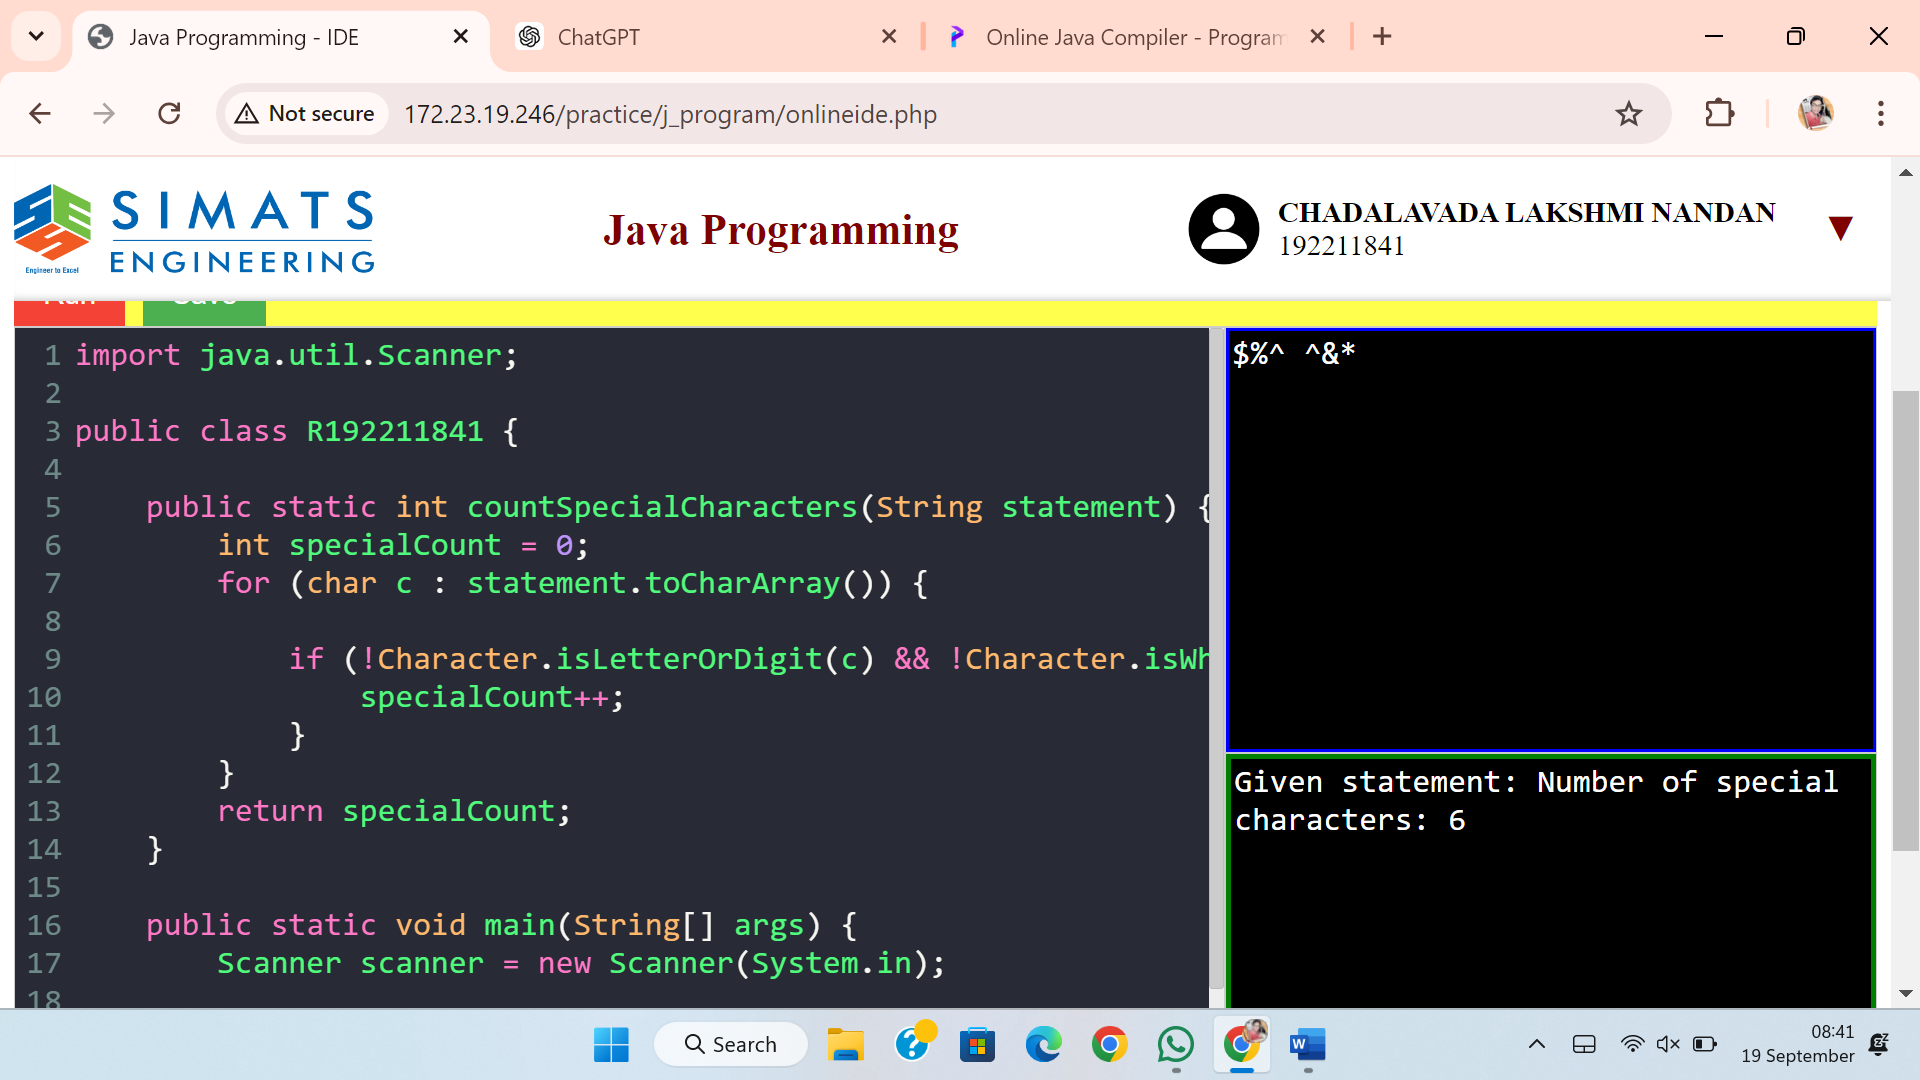 Java Programming - IDE
ChatGPT
Online Java Compiler - Program
Not secure
172.23.19.246/practice/j_program/onlineide.php
SIMATS
ENGINEERING
Engineer to Excel
Java Programming
CHADALAVADA LAKSHMI NANDAN
192211841
Run
Save
1 import java.util.Scanner;
2
3 public class R192211841 {
4
5 public static int countSpecialCharacters(String statement) {
6 int specialCount = 0;
7 for (char c : statement.toCharArray()) {
8
9 if (!Character.isLetterOrDigit(c) && !Character.isWh
10 specialCount++;
11 }
12 }
13 return specialCount;
14 }
15
16 public static void main(String[] args) {
17 Scanner scanner = new Scanner(System.in);
18
$%^ ^&*
Given statement: Number of special
characters: 6
Search
08:41
19 September